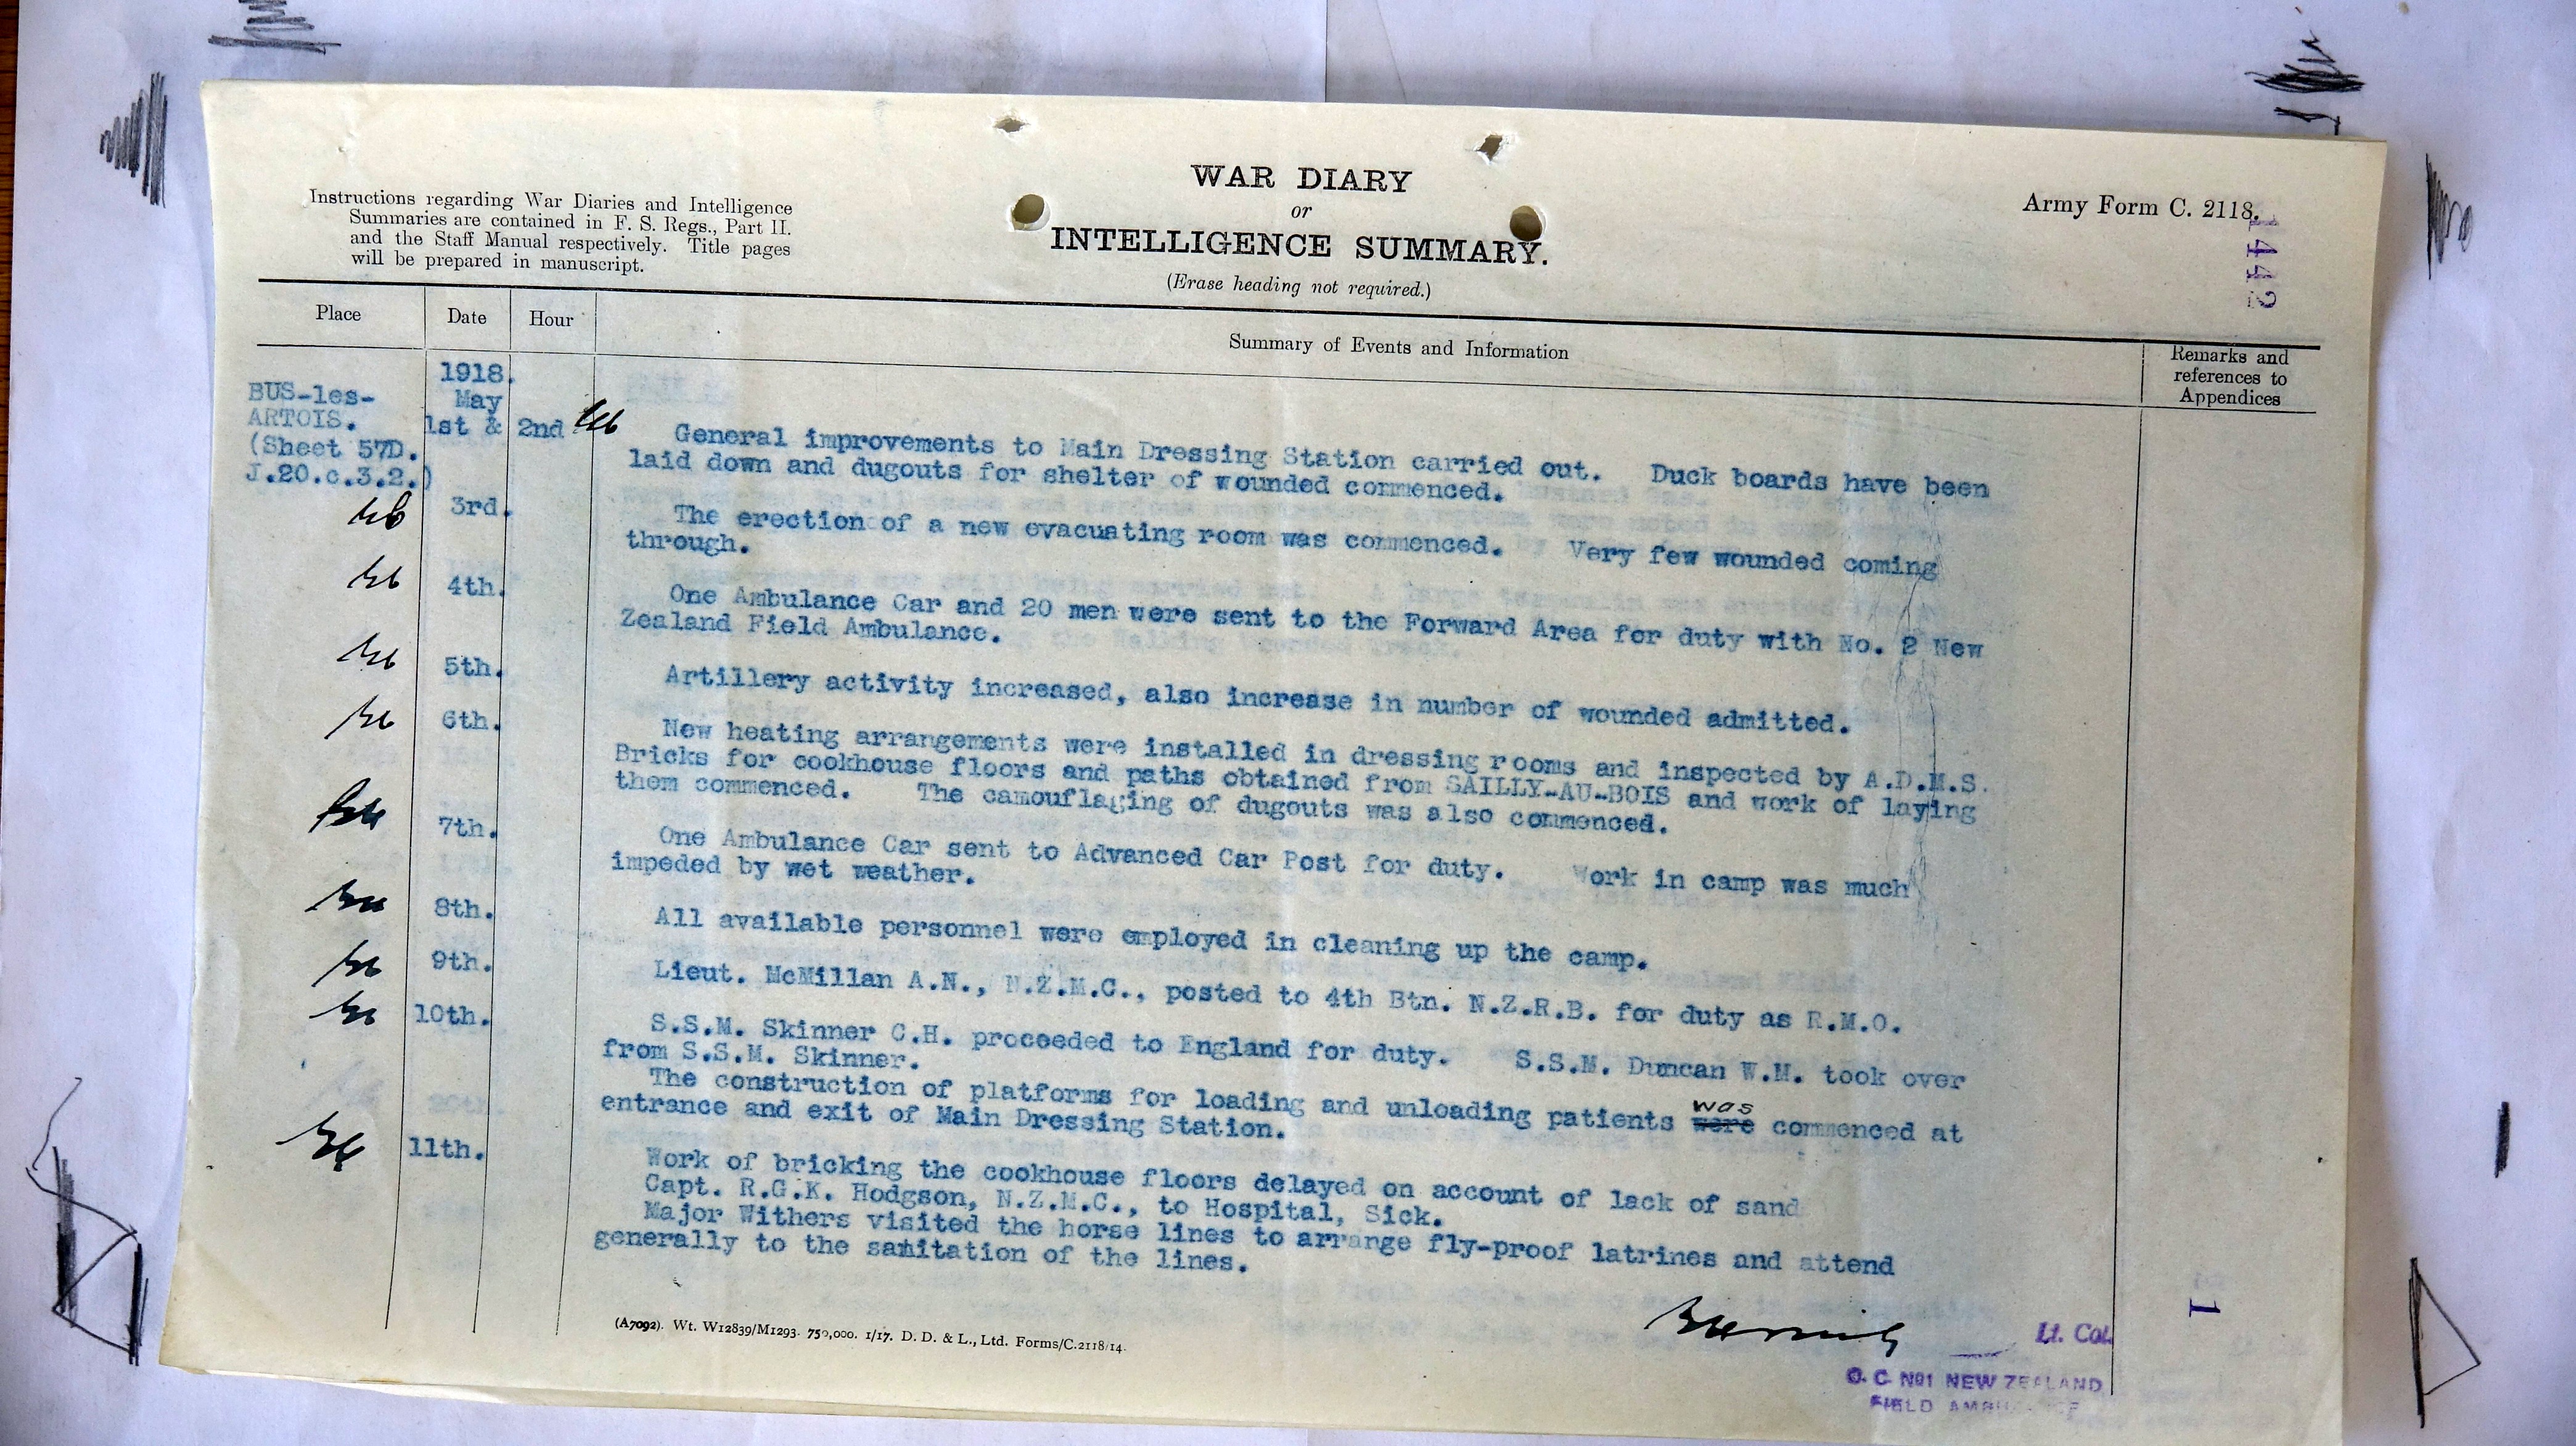 Instructions regarding War Diaries and Intelligence
Summaries are contained in F. S. Regs., Part II.
and the Staff Manual respectively. Title pages
will be prepared in manuscript.
WAR DIARY
or
INTELLIGENCE SUMMARY.
(Erase heading not required.)
Army Form C. 2118.
1442
Place
Date
Hour
Summary of Events and Information
Remarks and
references to
Appendices
BUS-les-
ARTOIS.
(Sheet 57D.
J.20.c.3.2.)
1918.
May
1st & 2nd
General improvements to Main Dressing Station carried out. Duck boards have been
laid down and dugouts for shelter of wounded commenced.
3rd.
The erection of a new evacuating room was commenced. Very few wounded coming
through.
4th.
One Ambulance Car and 20 men were sent to the Forward Area for duty with No. 2 New
Zealand Field Ambulance.
5th.
Artillery activity increased, also increase in number of wounded admitted.
6th.
New heating arrangements were installed in dressing rooms and inspected by A.D.M.S.
Bricks for cookhouse floors and paths obtained from SAILLY-AU-BOIS and work of laying
them commenced. The camouflaging of dugouts was also commenced.
7th.
One Ambulance Car sent to Advanced Car Post for duty. Work in camp was much
impeded by wet weather.
8th.
All available personnel were employed in cleaning up the camp.
9th.
Lieut. McMillan A.N., N.Z.M.C., posted to 4th Btn. N.Z.R.B. for duty as R.M.O.
10th.
S.S.M. Skinner C.H. proceeded to England for duty. S.S.M. Duncan W.M. took over
from S.S.M. Skinner.
The construction of platforms for loading and unloading patients were was commenced at
entrance and exit of Main Dressing Station.
11th.
Work of bricking the cookhouse floors delayed on account of lack of sand
Capt. R.G.K. Hodgson, N.Z.M.C., to Hospital, Sick.
Major Withers visited the horse lines to arrange fly-proof latrines and attend
generally to the sanitation of the lines.
(A7092). Wt. W12839/M1293. 750,000. 1/17. D. D. & L., Ltd. Forms/C.2118/14.
Lt. Col.
O. C. No1 NEW ZEALAND
FIELD AMBULANCE
1